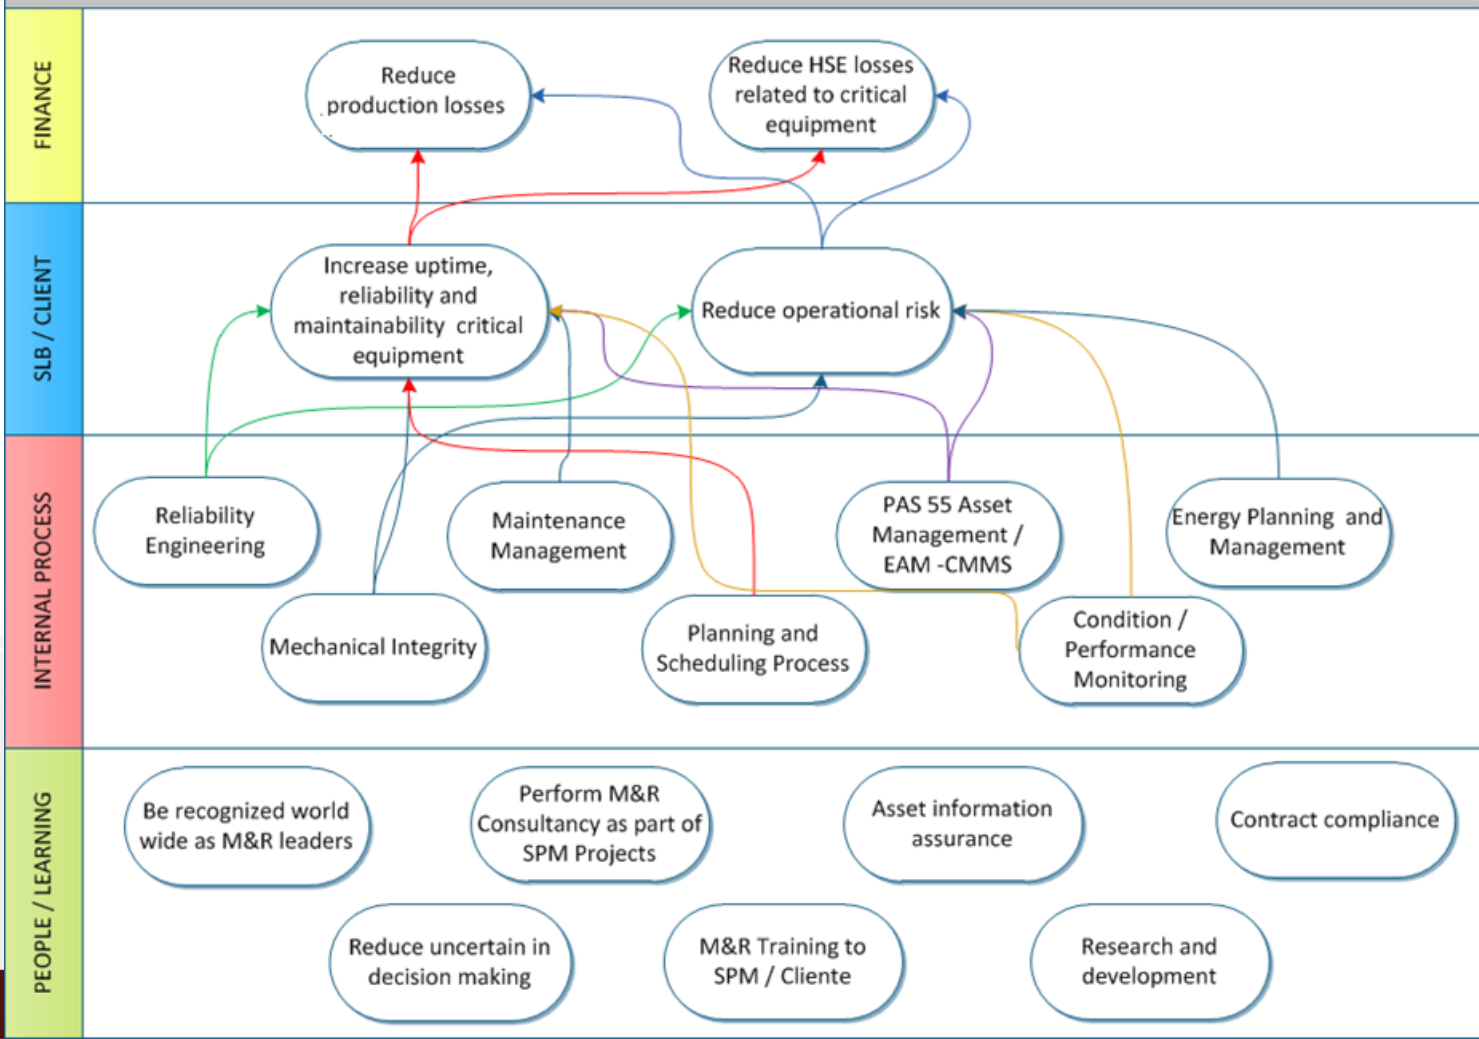 FINANCE
Reduce
production losses
Reduce HSE losses
related to critical
equipment
SLB / CLIENT
Increase uptime,
reliability and
maintainability critical
equipment
Reduce operational risk
INTERNAL PROCESS
Reliability
Engineering
Maintenance
Management
PAS 55 Asset
Management /
EAM -CMMS
Energy Planning and
Management
Mechanical Integrity
Planning and
Scheduling Process
Condition /
Performance
Monitoring
PEOPLE / LEARNING
Be recognized world
wide as M&R leaders
Perform M&R
Consultancy as part of
SPM Projects
Asset information
assurance
Contract compliance
Reduce uncertain in
decision making
M&R Training to
SPM / Cliente
Research and
development